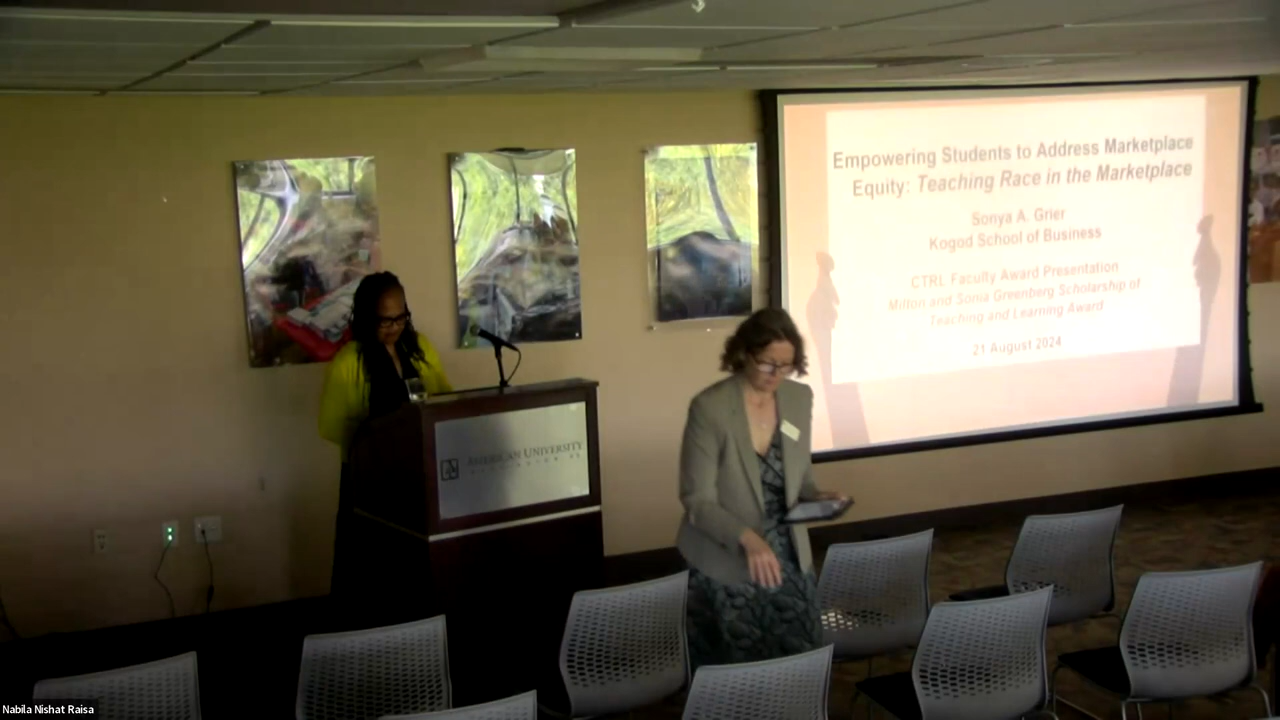 Empowering Students to Address Marketplace
Equity: Teaching Race in the Marketplace
Sonya A. Grier
Kogod School of Business
CTRL Faculty Award Presentation
Milton and Sonia Greenberg Scholarship of
Teaching and Learning Award
21 August 2024
AMERICAN UNIVERSITY
Nabila Nishat Raisa